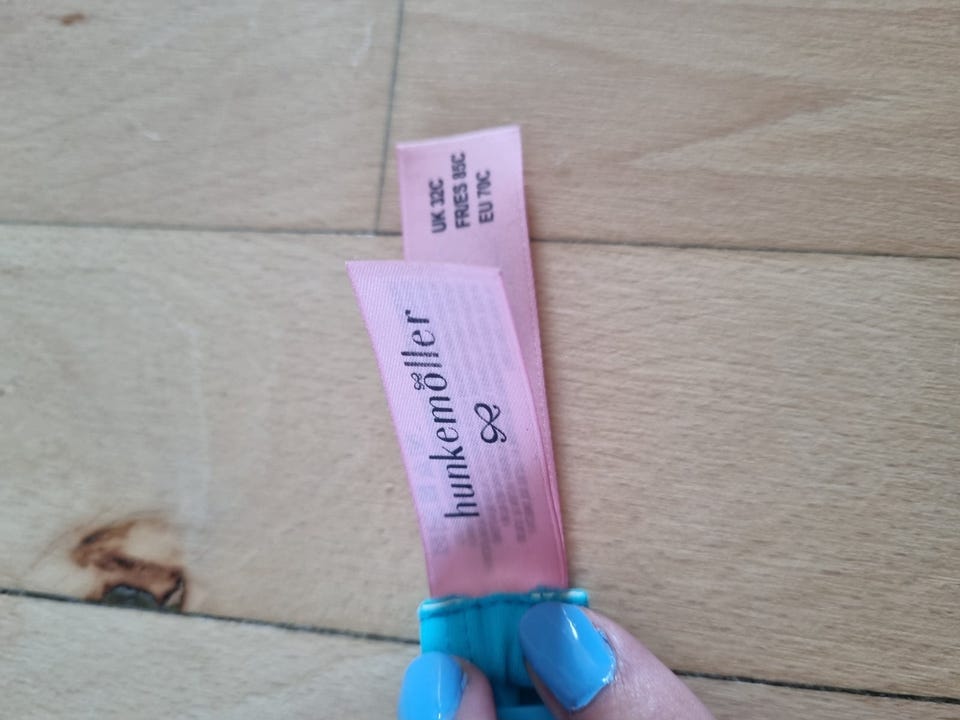 UK 32C
FR/ES 85C
EU 70C
hunkemöller